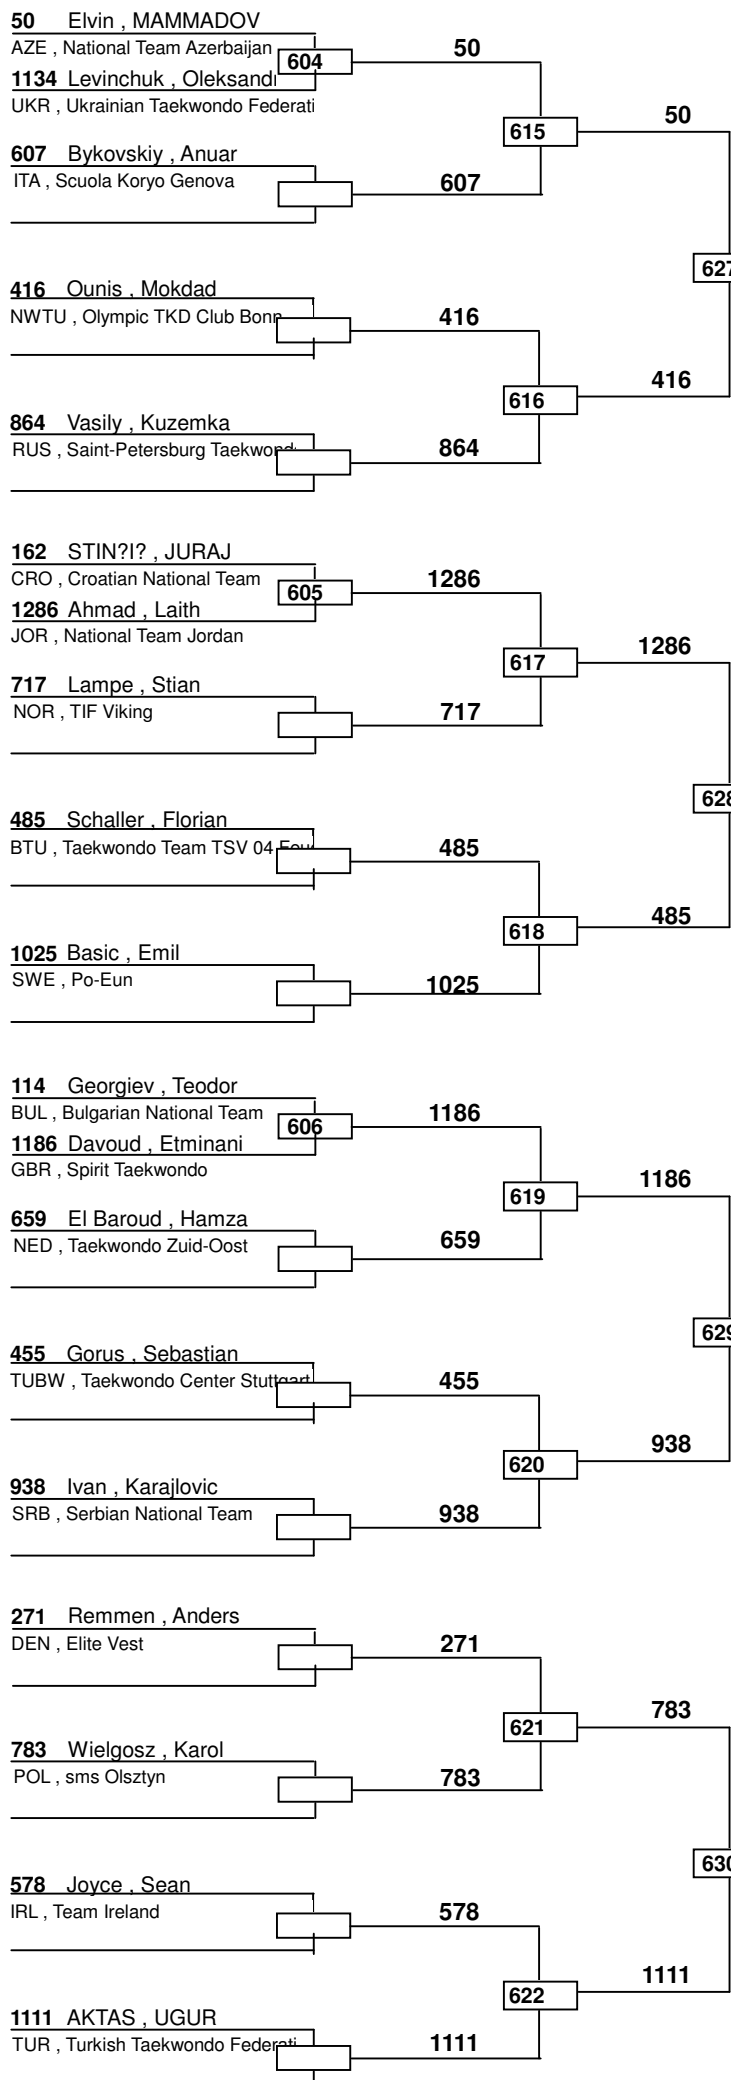 50 Elvin , MAMMADOV
AZE , National Team Azerbaijan
604
50
1134 Levinchuk , Oleksand
UKR , Ukrainian Taekwondo Federati
615
50
607 Bykovskiy , Anuar
ITA , Scuola Koryo Genova
607
627
416 Ounis , Mokdad
NWTU , Olympic TKD Club Bonn
416
616
416
864 Vasily , Kuzemka
RUS , Saint-Petersburg Taekwond
864
162 STIN?I? , JURAJ
CRO , Croatian National Team
605
1286
1286 Ahmad , Laith
JOR , National Team Jordan
617
1286
717 Lampe , Stian
NOR , TIF Viking
717
628
485 Schaller , Florian
BTU , Taekwondo Team TSV 04
485
618
485
1025 Basic , Emil
SWE , Po-Eun
1025
114 Georgiev , Teodor
BUL , Bulgarian National Team
606
1186
1186 Davoud , Etminani
GBR , Spirit Taekwondo
619
1186
659 El Baroud , Hamza
NED , Taekwondo Zuid-Oost
659
629
455 Gorus , Sebastian
TUBW , Taekwondo Center Stuttgart
455
620
938
938 Ivan , Karajlovic
SRB , Serbian National Team
938
271 Remmen , Anders
DEN , Elite Vest
271
621
783
783 Wielgosz , Karol
POL , sms Olsztyn
783
630
578 Joyce , Sean
IRL , Team Ireland
578
622
1111
1111 AKTAS , UGUR
TUR , Turkish Taekwondo Federati
1111